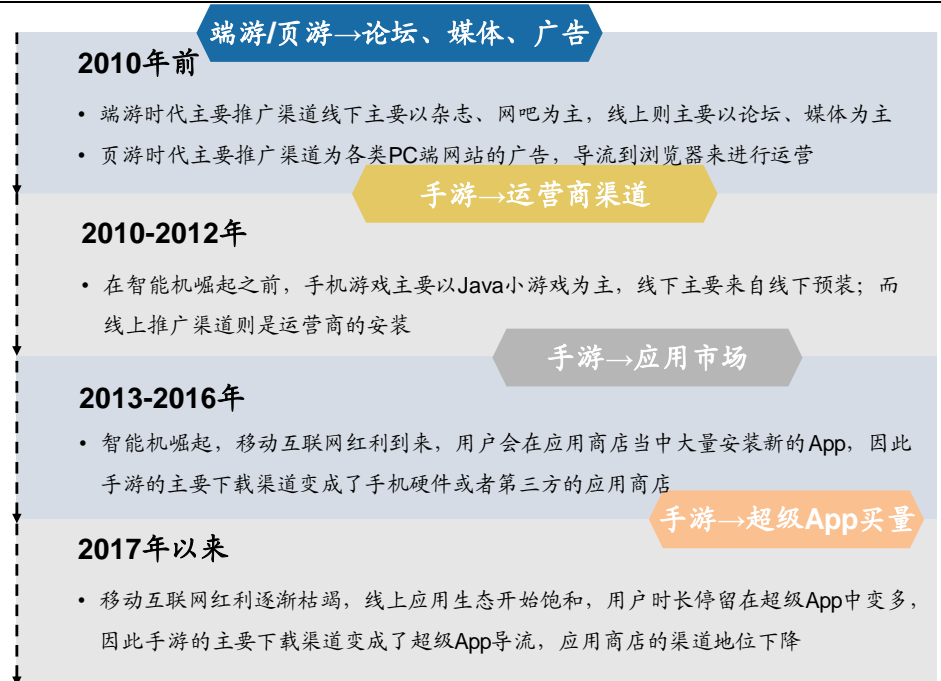 端游/页游→论坛、媒体、广告
2010年前
• 端游时代主要推广渠道线下主要以杂志、网吧为主，线上则主要以论坛、媒体为主
• 页游时代主要推广渠道为各类PC端网站的广告，导流到浏览器来进行运营
手游→运营商渠道
2010-2012年
• 在智能机崛起之前，手机游戏主要以Java小游戏为主，线下主要来自线下预装；而
线上推广渠道则是运营商的安装
手游→应用市场
2013-2016年
• 智能机崛起，移动互联网红利到来，用户会在应用商店当中大量安装新的App，因此
手游的主要下载渠道变成了手机硬件或者第三方的应用商店
手游→超级App买量
2017年以来
• 移动互联网红利逐渐枯竭，线上应用生态开始饱和，用户时长停留在超级App中变多，
因此手游的主要下载渠道变成了超级App导流，应用商店的渠道地位下降